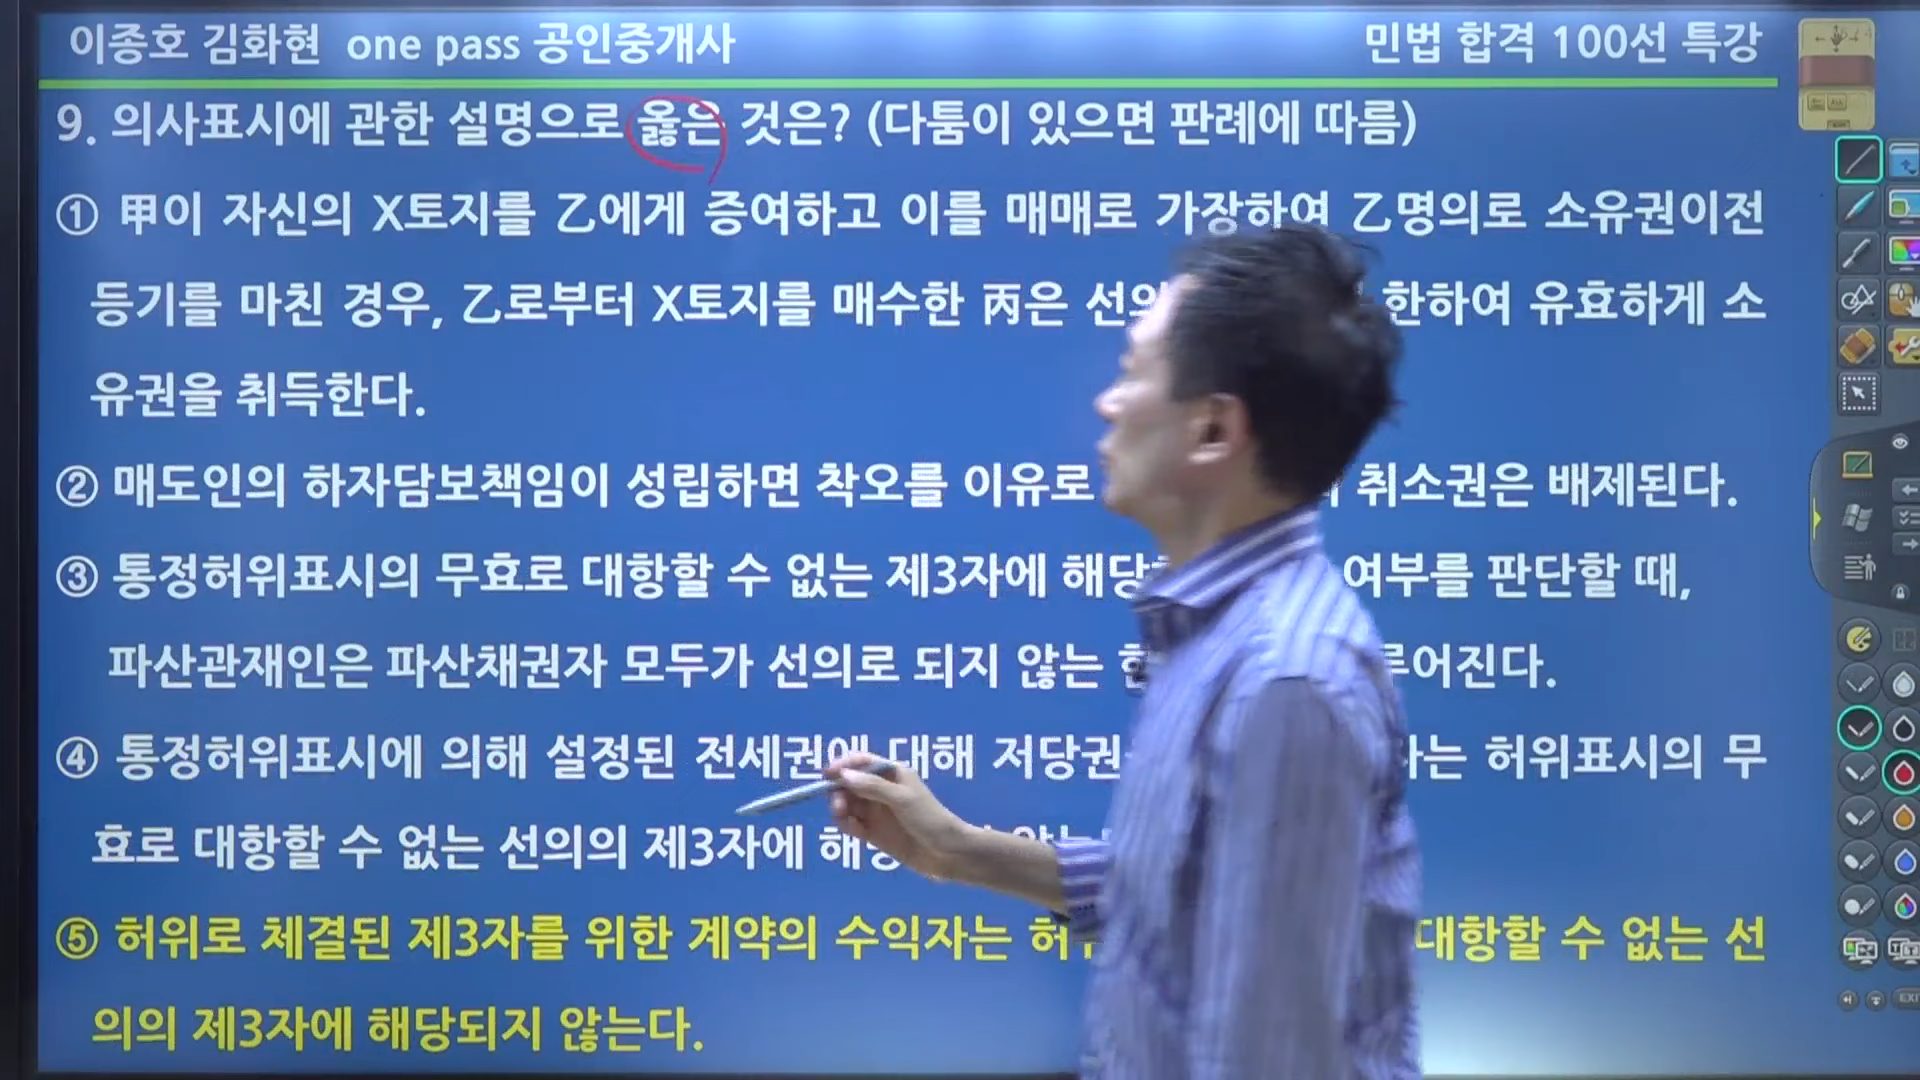 이종호 김화현 one pass 공인중개사 민법 합격 100선 특강
9. 의사표시에 관한 설명으로 옳은 것은? (다툼이 있으면 판례에 따름)
① 甲이 자신의 X토지를 乙에게 증여하고 이를 매매로 가장하여 乙명의로 소유권이전
등기를 마친 경우, 乙로부터 X토지를 매수한 丙은 한하여 유효하게 소
유권을 취득한다.
② 매도인의 하자담보책임이 성립하면 착오를 이유로 취소권은 배제된다.
③ 통정허위표시의 무효로 대항할 수 없는 제3자에 여부를 판단할 때,
파산관재인은 파산채권자 모두가 선의로 되지 않는
④ 통정허위표시에 의해 설정된 전세권에 대해 허위표시의 무
효로 대항할 수 없는 선의의 제3자에
⑤ 허위로 체결된 제3자를 위한 계약의 수익자는 대항할 수 없는 선
의의 제3자에 해당되지 않는다.